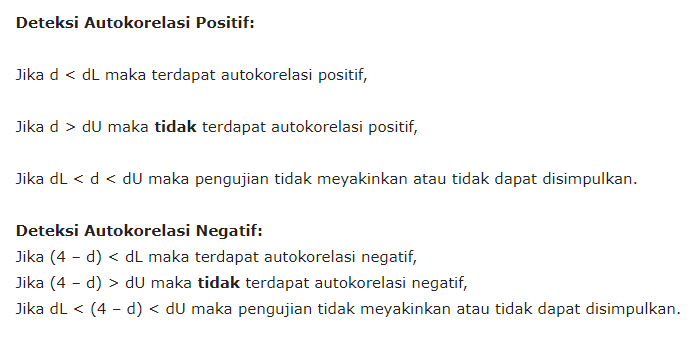 Deteksi Autokorelasi Positif:
Jika d < dL maka terdapat autokorelasi positif,
Jika d > dU maka tidak terdapat autokorelasi positif,
Jika dL < d < dU maka pengujian tidak meyakinkan atau tidak dapat disimpulkan.
Deteksi Autokorelasi Negatif:
Jika (4 – d) < dL maka terdapat autokorelasi negatif,
Jika (4 – d) > dU maka tidak terdapat autokorelasi negatif,
Jika dL < (4 – d) < dU maka pengujian tidak meyakinkan atau tidak dapat disimpulkan.